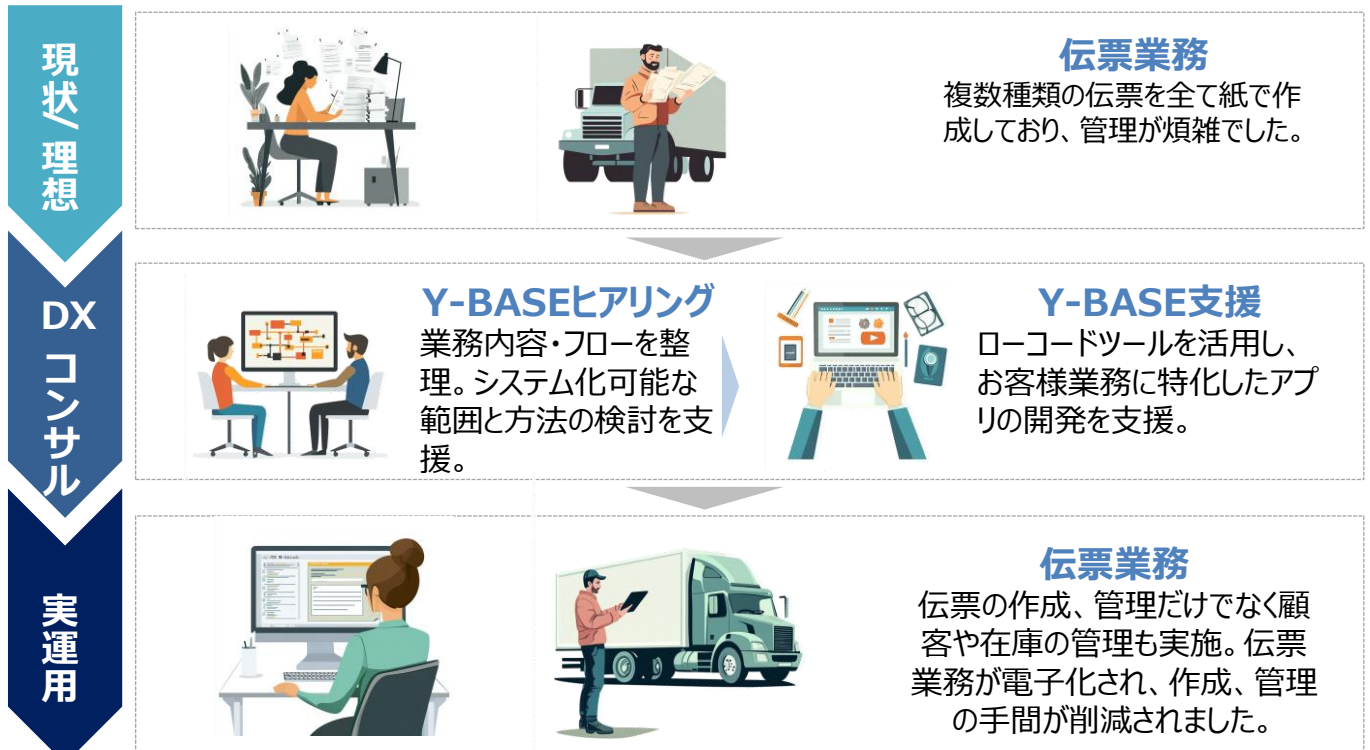 現状/理想
伝票業務
複数種類の伝票を全て紙で作
成しており、管理が煩雑でした。
DX
コンサル
Y-BASEヒアリング
業務内容・フローを整
理。システム化可能な
範囲と方法の検討を支
援。
Y-BASE支援
ローコードツールを活用し、
お客様業務に特化したアプ
リの開発を支援。
実運用
伝票業務
伝票の作成、管理だけでなく顧
客や在庫の管理も実施。伝票
業務が電子化され、作成、管理
の手間が削減されました。